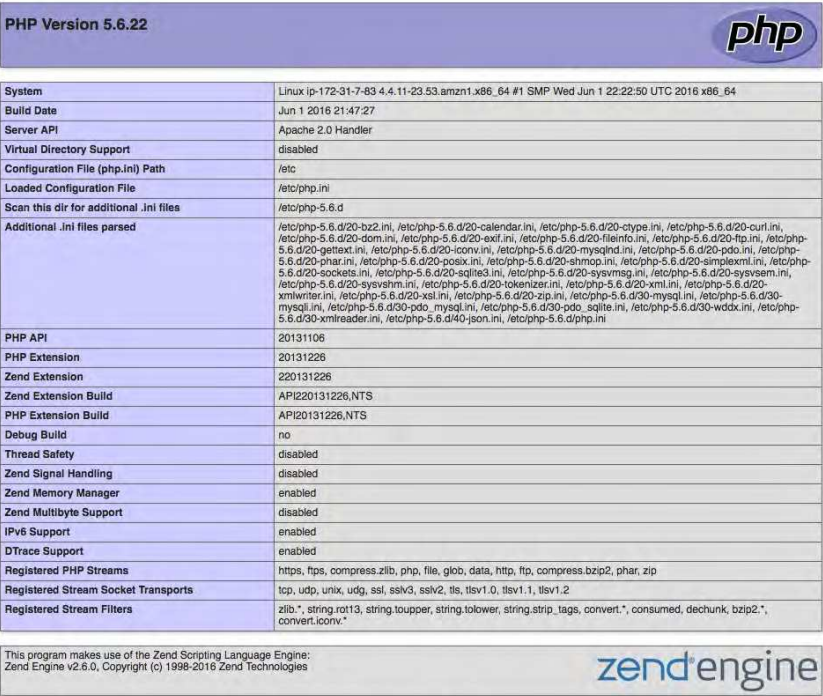 PHP Version 5.6.22
php
System Linux ip-172-31-7-83 4.4.11-23.53.amzn1.x86_64 #1 SMP Wed Jun 1 22:22:50 UTC 2016 x86_64
Build Date Jun 1 2016 21:47:27
Server API Apache 2.0 Handler
Virtual Directory Support disabled
Configuration File (php.ini) Path /etc
Loaded Configuration File /etc/php.ini
Scan this dir for additional .ini files /etc/php-5.6.d
Additional .ini files parsed /etc/php-5.6.d/20-bz2.ini, /etc/php-5.6.d/20-calendar.ini, /etc/php-5.6.d/20-ctype.ini, /etc/php-5.6.d/20-curl.ini,
/etc/php-5.6.d/20-dom.ini, /etc/php-5.6.d/20-exif.ini, /etc/php-5.6.d/20-fileinfo.ini, /etc/php-5.6.d/20-ftp.ini, /etc/php-
5.6.d/20-gettext.ini, /etc/php-5.6.d/20-iconv.ini, /etc/php-5.6.d/20-mysqlnd.ini, /etc/php-5.6.d/20-pdo.ini, /etc/php-
5.6.d/20-phar.ini, /etc/php-5.6.d/20-posix.ini, /etc/php-5.6.d/20-shmop.ini, /etc/php-5.6.d/20-simplexml.ini, /etc/php-
5.6.d/20-sockets.ini, /etc/php-5.6.d/20-sqlite3.ini, /etc/php-5.6.d/20-sysvmsg.ini, /etc/php-5.6.d/20-sysvsem.ini,
/etc/php-5.6.d/20-sysvshm.ini, /etc/php-5.6.d/20-tokenizer.ini, /etc/php-5.6.d/20-xml.ini, /etc/php-5.6.d/20-
xmlwriter.ini, /etc/php-5.6.d/20-xsl.ini, /etc/php-5.6.d/20-zip.ini, /etc/php-5.6.d/30-mysql.ini, /etc/php-5.6.d/30-
mysqli.ini, /etc/php-5.6.d/30-pdo_mysql.ini, /etc/php-5.6.d/30-pdo_sqlite.ini, /etc/php-5.6.d/30-wddx.ini, /etc/php-
5.6.d/30-xmlreader.ini, /etc/php-5.6.d/40-json.ini, /etc/php-5.6.d/php.ini
PHP API 20131106
PHP Extension 20131226
Zend Extension 220131226
Zend Extension Build API220131226,NTS
PHP Extension Build API20131226,NTS
Debug Build no
Thread Safety disabled
Zend Signal Handling disabled
Zend Memory Manager enabled
Zend Multibyte Support disabled
IPv6 Support enabled
DTrace Support enabled
Registered PHP Streams https, ftps, compress.zlib, php, file, glob, data, http, ftp, compress.bzip2, phar, zip
Registered Stream Socket Transports tcp, udp, unix, udg, ssl, sslv3, sslv2, tls, tlsv1.0, tlsv1.1, tlsv1.2
Registered Stream Filters zlib.*, string.rot13, string.toupper, string.tolower, string.strip_tags, convert.*, consumed, dechunk, bzip2.*,
convert.iconv.*
This program makes use of the Zend Scripting Language Engine:
Zend Engine v2.6.0, Copyright (c) 1998-2016 Zend Technologies
zend engine